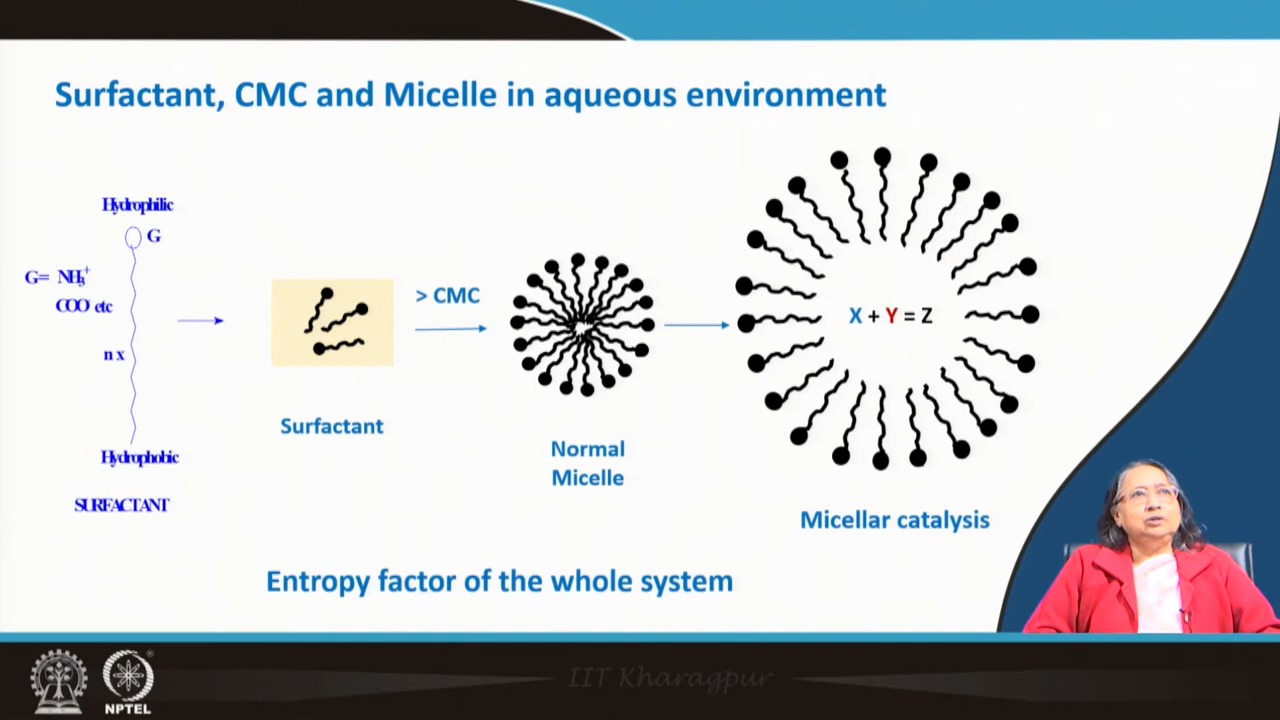 Surfactant, CMC and Micelle in aqueous environment
Hydrophilic
G
G= NH3+
COO- etc
n x
Hydrophobic
SURFACTANT
Surfactant
> CMC
Normal
Micelle
X + Y = Z
Micellar catalysis
Entropy factor of the whole system
NPTEL
IIT Kharagpur